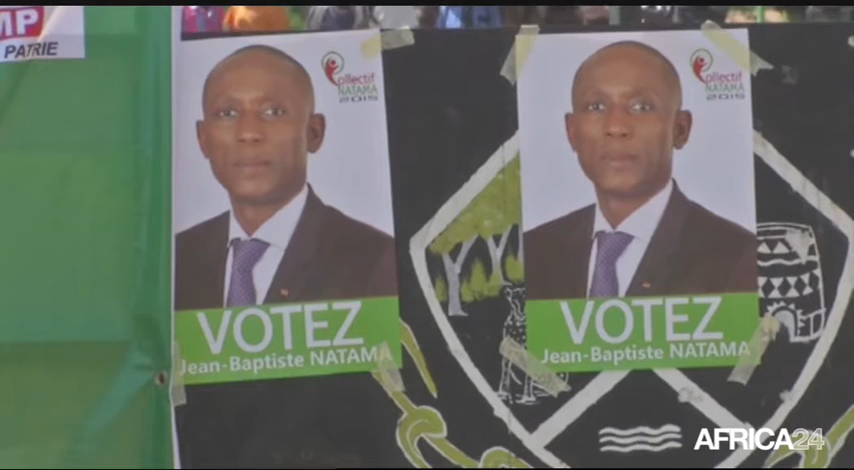 MP
PATRIE
Collectif
NATAMA
2015
VOTEZ
Jean-Baptiste NATAMA
Collectif
NATAMA
2015
VOTEZ
Jean-Baptiste NATAMA
AFRICA24